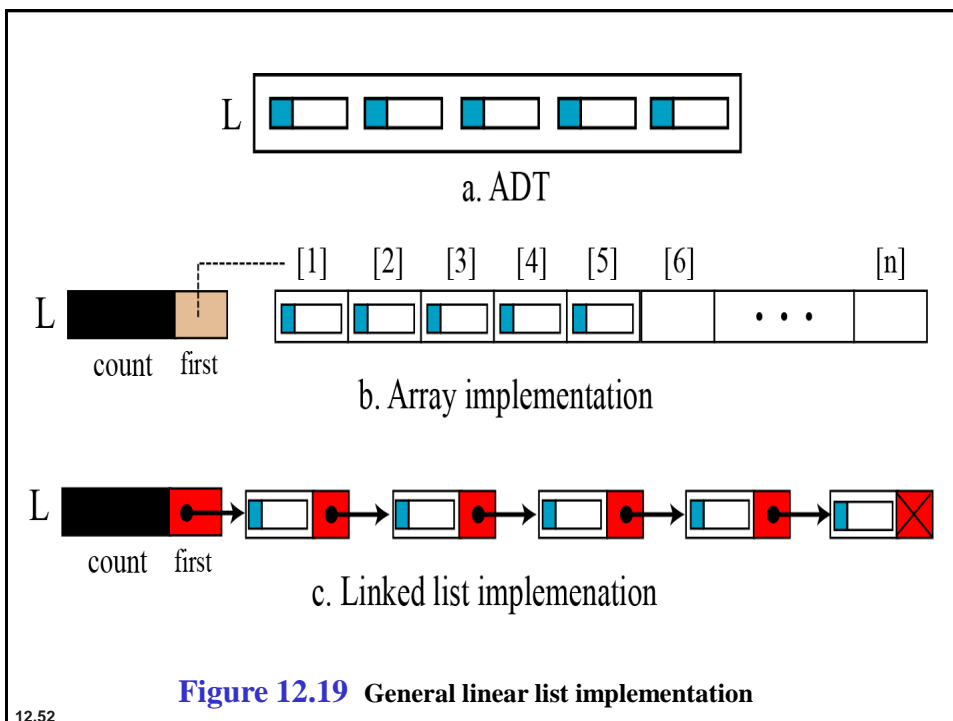 L
a. ADT
[1] [2] [3] [4] [5] [6] [n]
L
• • •
count first
b. Array implementation
L
count first
c. Linked list implemenation
Figure 12.19 General linear list implementation
12.52